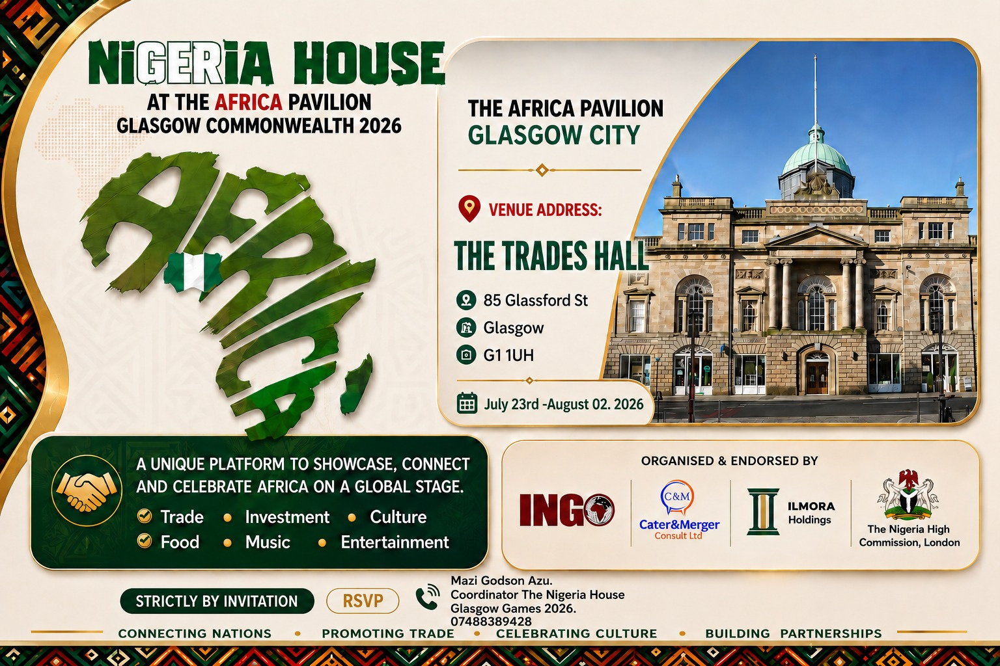 NiGERiA HOUSE
AT THE AFRICA PAVILION
GLASGOW COMMONWEALTH 2026
AFRICA
THE AFRICA PAVILION
GLASGOW CITY
VENUE ADDRESS:
THE TRADES HALL
85 Glassford St
Glasgow
G1 1UH
July 23rd -August 02. 2026
A UNIQUE PLATFORM TO SHOWCASE, CONNECT
AND CELEBRATE AFRICA ON A GLOBAL STAGE.
Trade • Investment • Culture
Food • Music • Entertainment
ORGANISED & ENDORSED BY
INGO
C&M
Cater&Merger
Consult Ltd
ILMORA
Holdings
The Nigeria High
Commission, London
STRICTLY BY INVITATION
RSVP
Mazi Godson Azu.
Coordinator The Nigeria House
Glasgow Games 2026.
07488389428
CONNECTING NATIONS • PROMOTING TRADE • CELEBRATING CULTURE • BUILDING PARTNERSHIPS